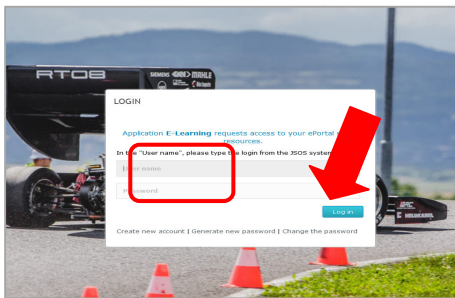 RT08
SIEMENS MAHLE
LOGIN
Application E-Learning requests access to your ePortal
resources.
In the "User name", please type the login from the JSOS system
User name
Password
Log in
Create new account | Generate new password | Change the password